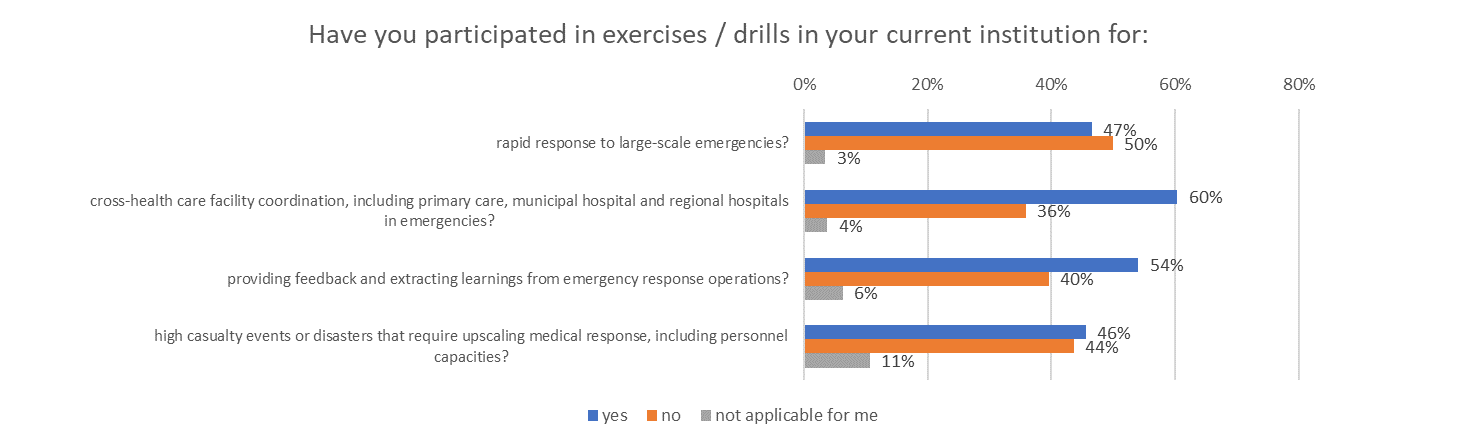 Have you participated in exercises / drills in your current institution for:
0% 20% 40% 60% 80%
rapid response to large-scale emergencies?
47%
50%
3%
cross-health care facility coordination, including primary care, municipal hospital and regional hospitals
in emergencies?
60%
36%
4%
providing feedback and extracting learnings from emergency response operations?
54%
40%
6%
high casualty events or disasters that require upscaling medical response, including personnel
capacities?
46%
44%
11%
yes no not applicable for me